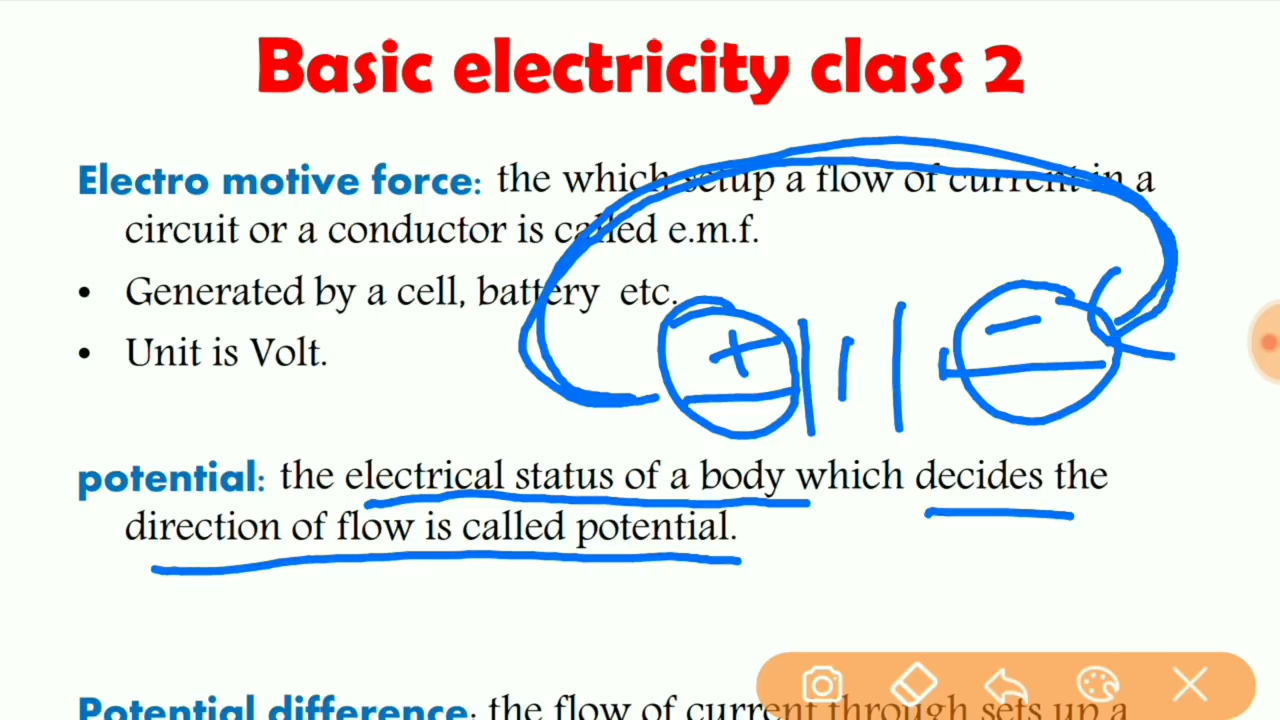 Basic electricity class 2
Electro motive force: the which setup a flow of current in a
circuit or a conductor is called e.m.f.
• Generated by a cell, battery etc.
• Unit is Volt.
+
−
potential: the electrical status of a body which decides the
direction of flow is called potential.
Potential difference: the flow of current through sets up a